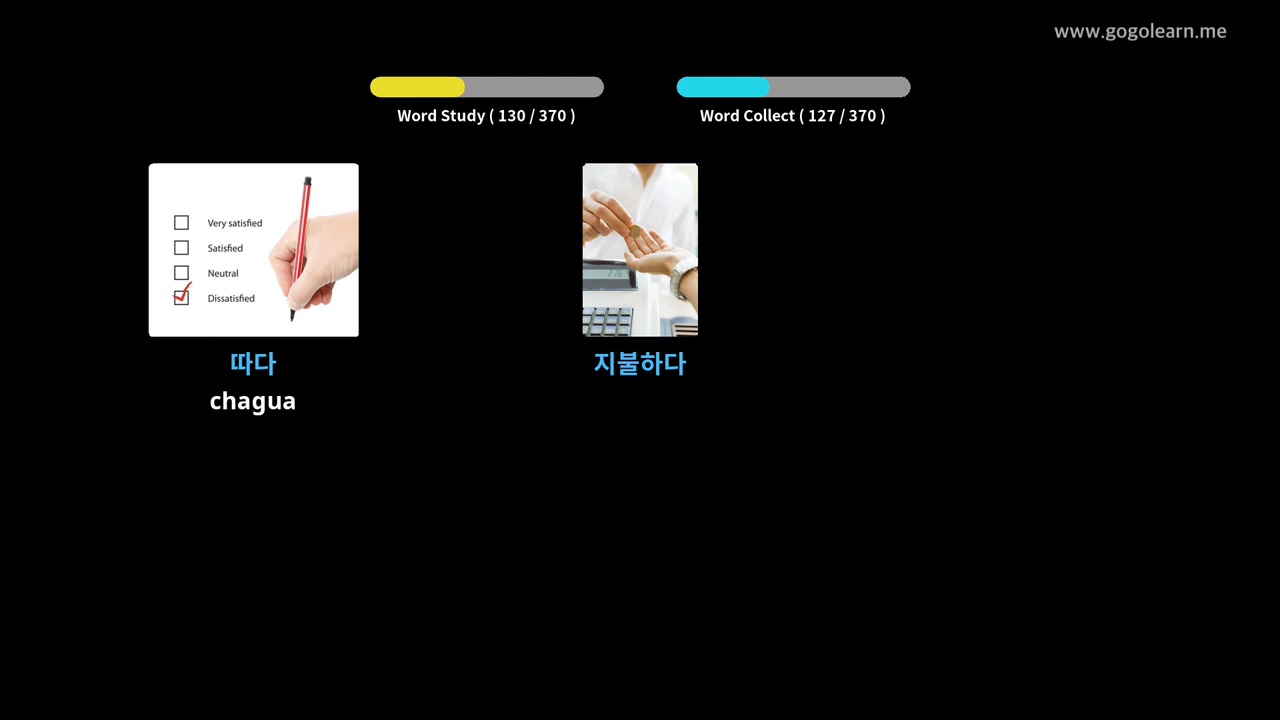 www.gogolearn.me
Word Study ( 130 / 370 )
Word Collect ( 127 / 370 )
Very satisfied
Satisfied
Neutral
Dissatisfied
따다
chagua
지불하다